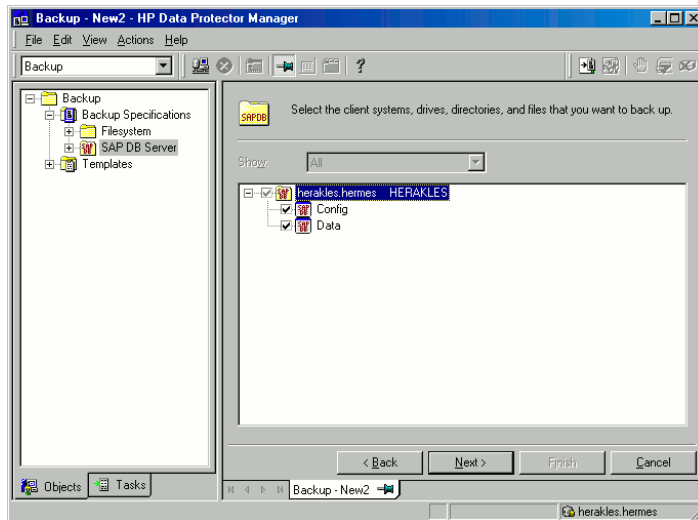 Backup - New2 - HP Data Protector Manager
File Edit View Actions Help
Backup
Backup
Backup Specifications
Filesystem
SAP DB Server
Templates
SAPDB
Select the client systems, drives, directories, and files that you want to back up.
Show: All
herakles.hermes HERAKLES
Config
Data
< Back Next > Finish Cancel
Objects Tasks
Backup - New2
herakles.hermes